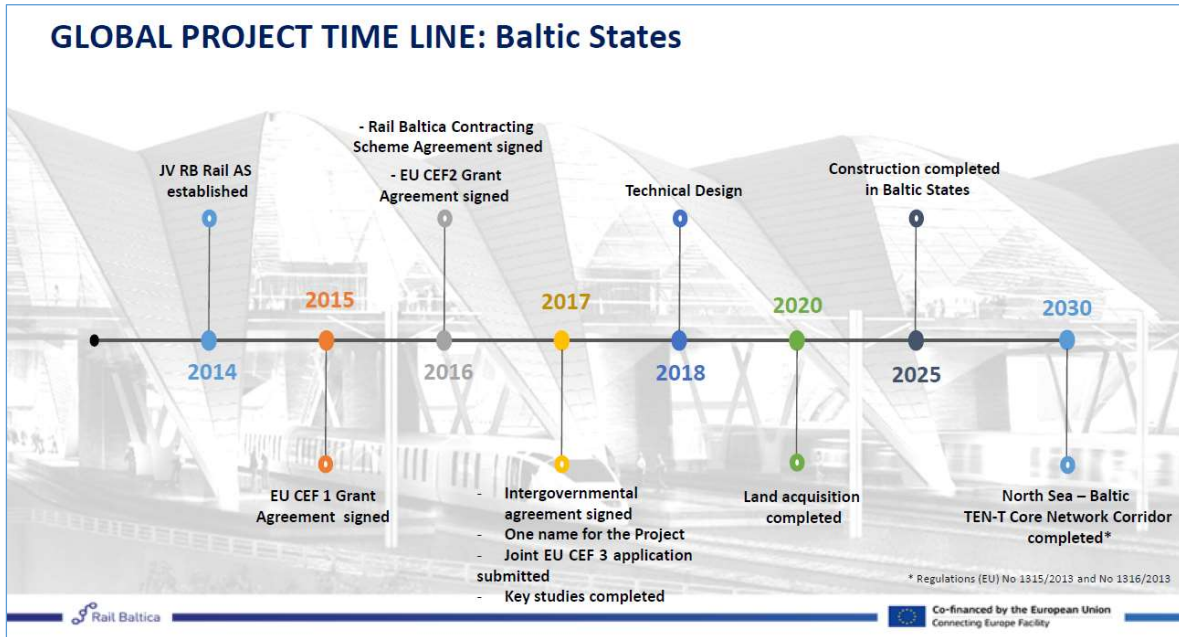 GLOBAL PROJECT TIME LINE: Baltic States
JV RB Rail AS
established
- Rail Baltica Contracting
Scheme Agreement signed
- EU CEF2 Grant
Agreement signed
Technical Design
Construction completed
in Baltic States
2015
2017
2020
2030
2014
2016
2018
2025
EU CEF 1 Grant
Agreement signed
- Intergovernmental
agreement signed
- One name for the Project
- Joint EU CEF 3 application
submitted
- Key studies completed
Land acquisition
completed
North Sea – Baltic
TEN-T Core Network Corridor
completed*
* Regulations (EU) No 1315/2013 and No 1316/2013
Rail Baltica
Co-financed by the European Union
Connecting Europe Facility